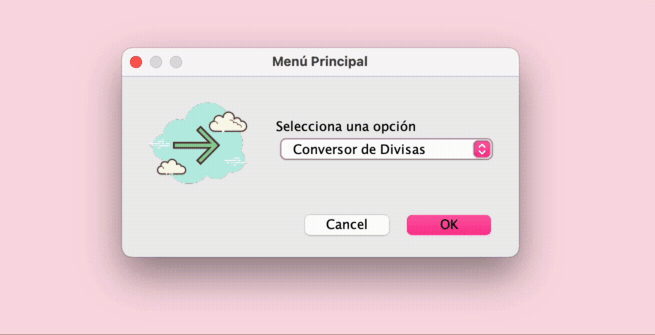 Menú Principal
Selecciona una opción
Conversor de Divisas
Cancel
OK